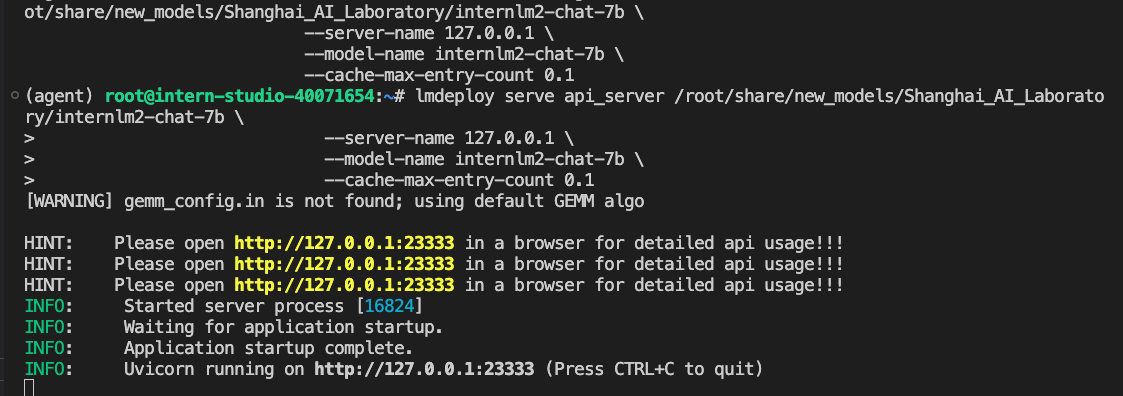 ot/share/new_models/Shanghai_AI_Laboratory/internlm2-chat-7b \
--server-name 127.0.0.1 \
--model-name internlm2-chat-7b \
--cache-max-entry-count 0.1
(agent) root@intern-studio-40071654:~# lmdeploy serve api_server /root/share/new_models/Shanghai_AI_Laborato
ry/internlm2-chat-7b \
> --server-name 127.0.0.1 \
> --model-name internlm2-chat-7b \
> --cache-max-entry-count 0.1
[WARNING] gemm_config.in is not found; using default GEMM algo
HINT: Please open http://127.0.0.1:23333 in a browser for detailed api usage!!!
HINT: Please open http://127.0.0.1:23333 in a browser for detailed api usage!!!
HINT: Please open http://127.0.0.1:23333 in a browser for detailed api usage!!!
INFO: Started server process [16824]
INFO: Waiting for application startup.
INFO: Application startup complete.
INFO: Uvicorn running on http://127.0.0.1:23333 (Press CTRL+C to quit)